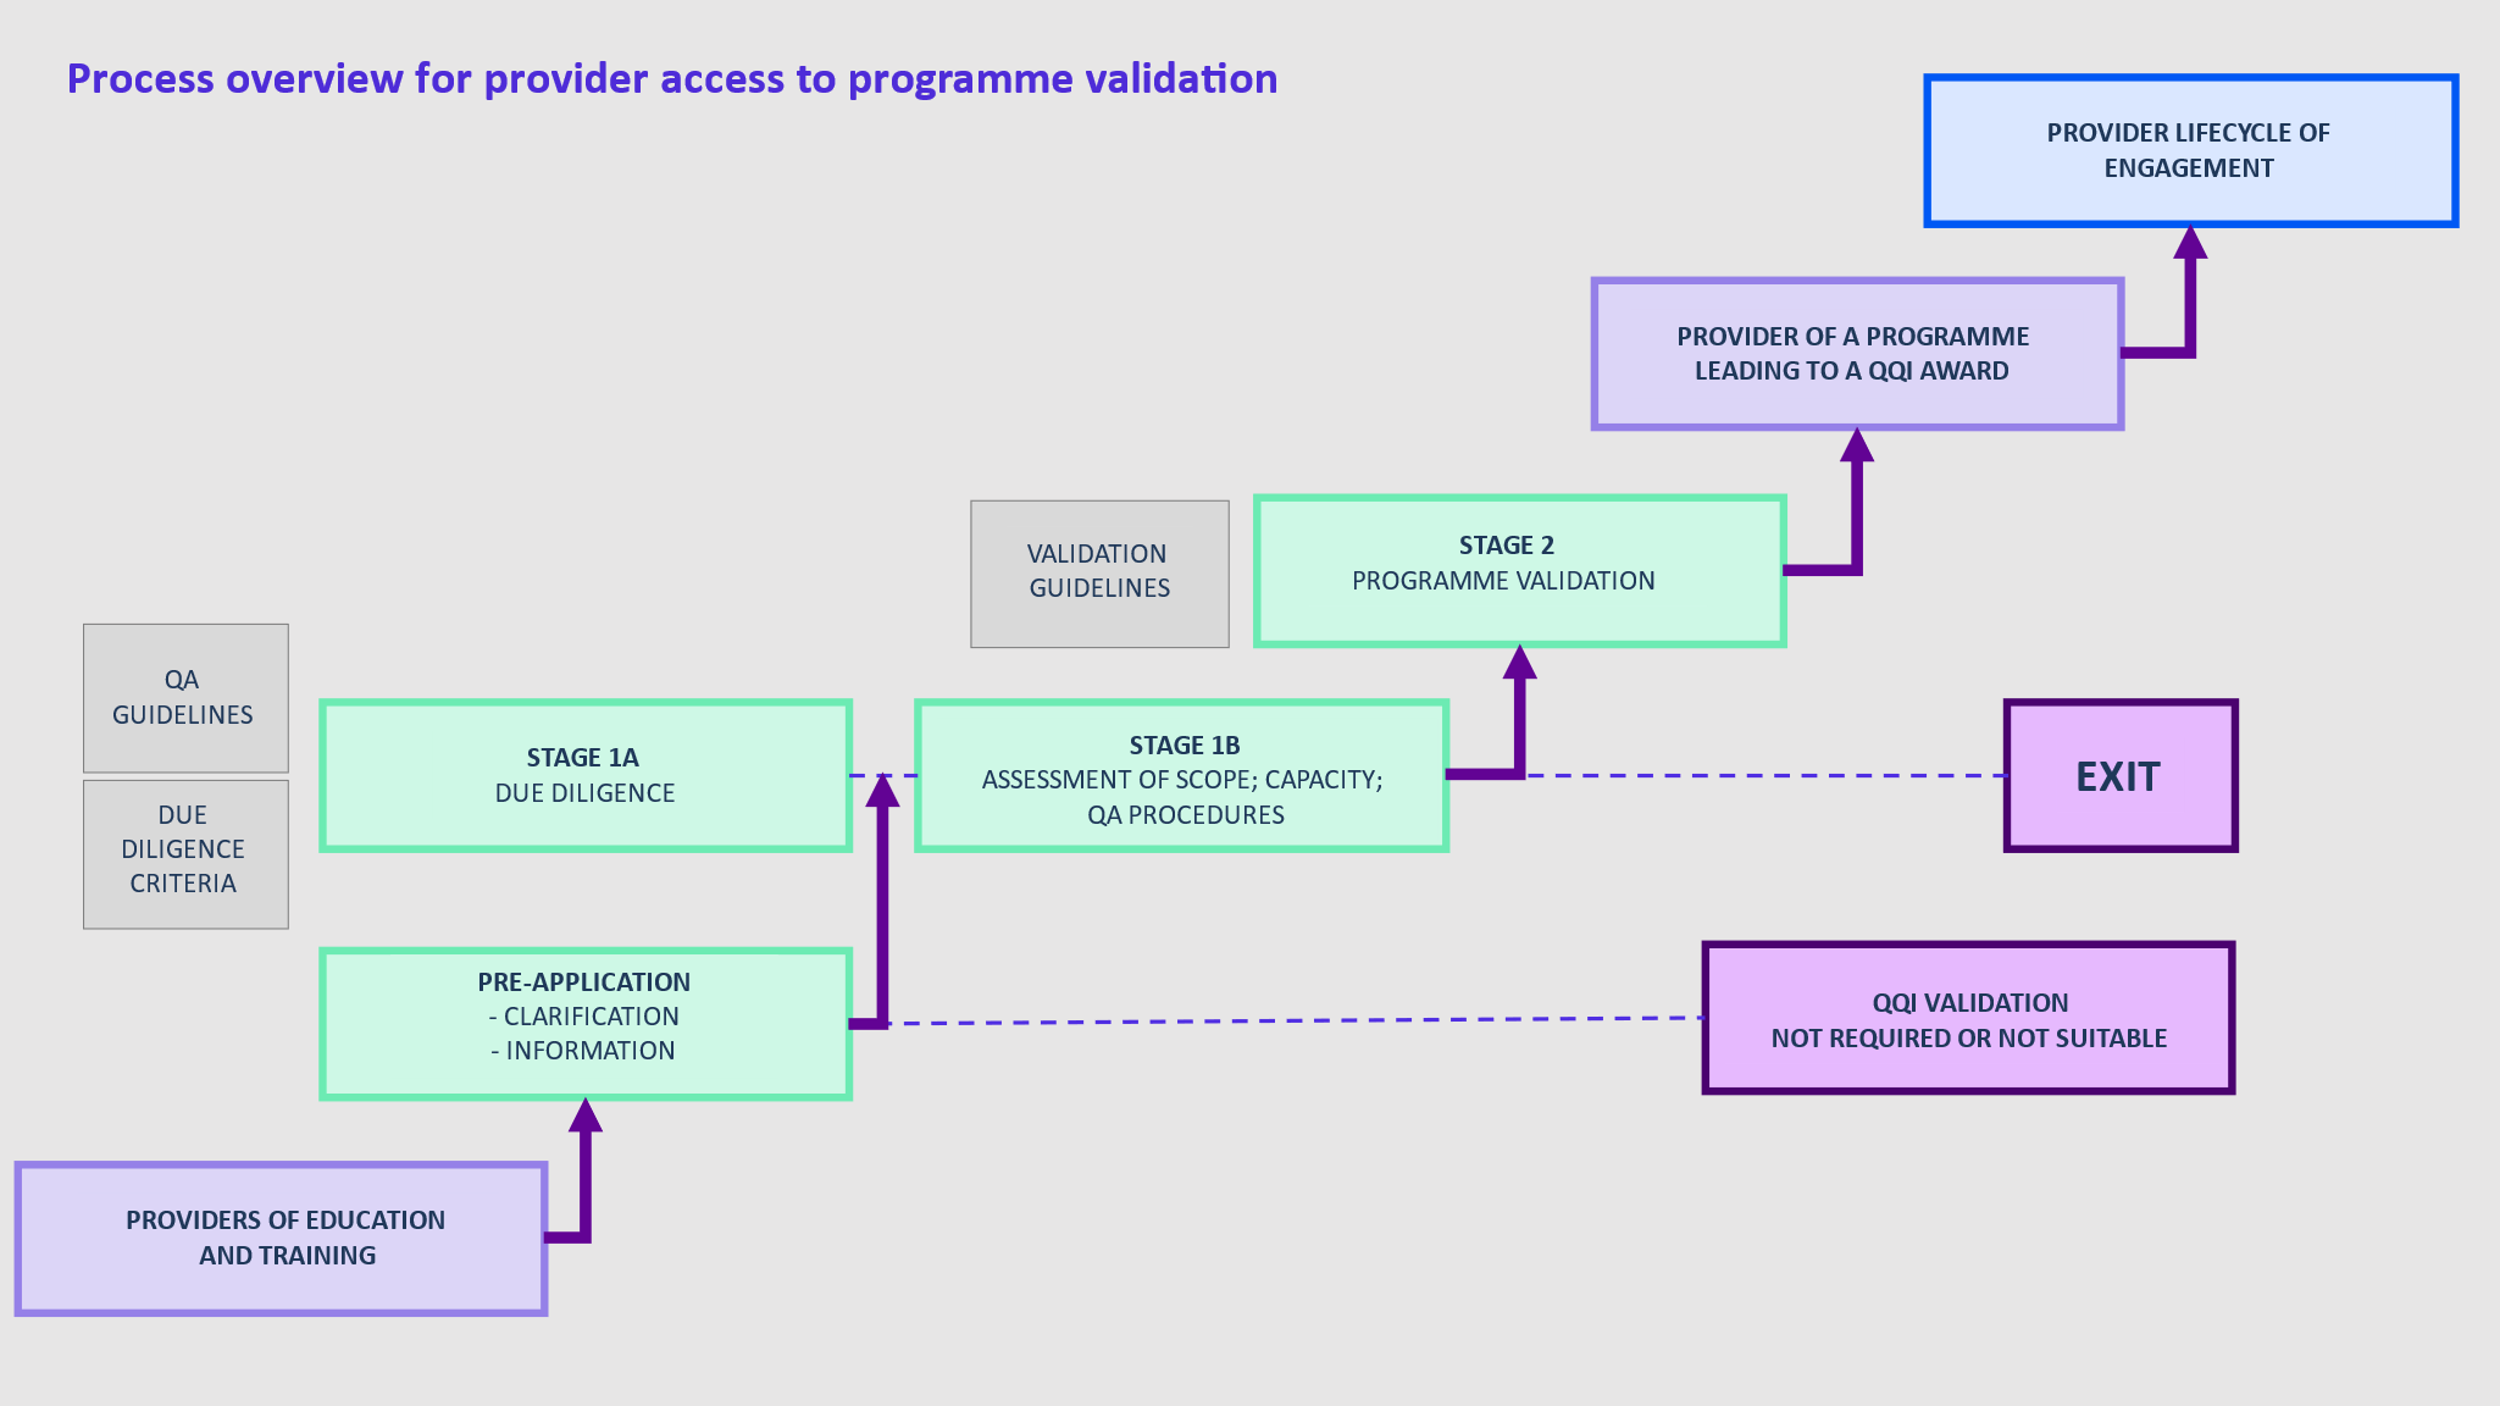 Process overview for provider access to programme validation
PROVIDER LIFECYCLE OF
ENGAGEMENT
PROVIDER OF A PROGRAMME
LEADING TO A QQI AWARD
VALIDATION
GUIDELINES
STAGE 2
PROGRAMME VALIDATION
QA
GUIDELINES
DUE
DILIGENCE
CRITERIA
STAGE 1A
DUE DILIGENCE
STAGE 1B
ASSESSMENT OF SCOPE; CAPACITY;
QA PROCEDURES
EXIT
PRE-APPLICATION
- CLARIFICATION
- INFORMATION
QQI VALIDATION
NOT REQUIRED OR NOT SUITABLE
PROVIDERS OF EDUCATION
AND TRAINING